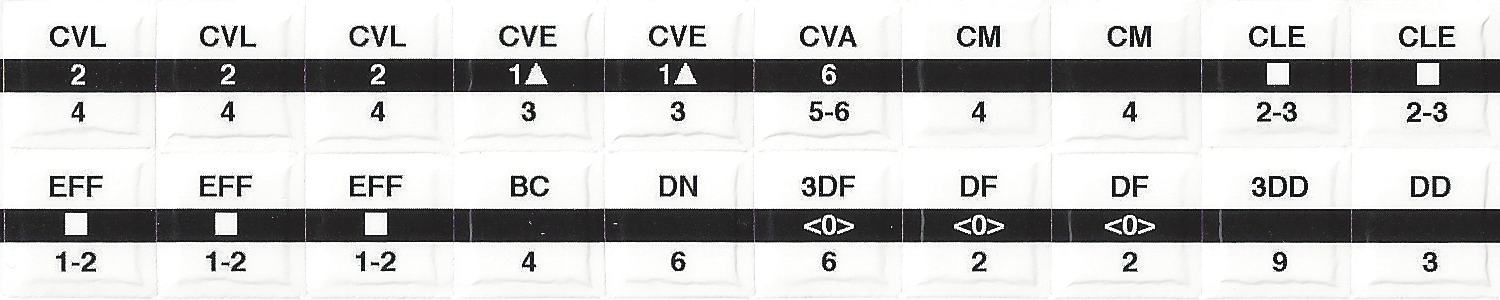 CVL CVL CVL CVE CVE CVA CM CM CLE CLE
2 2 2 1▲ 1▲ 6 ■ ■
4 4 4 3 3 5-6 4 4 2-3 2-3
EFF EFF EFF BC DN 3DF DF DF 3DD DD
■ ■ ■ <0> <0> <0>
1-2 1-2 1-2 4 6 6 2 2 9 3